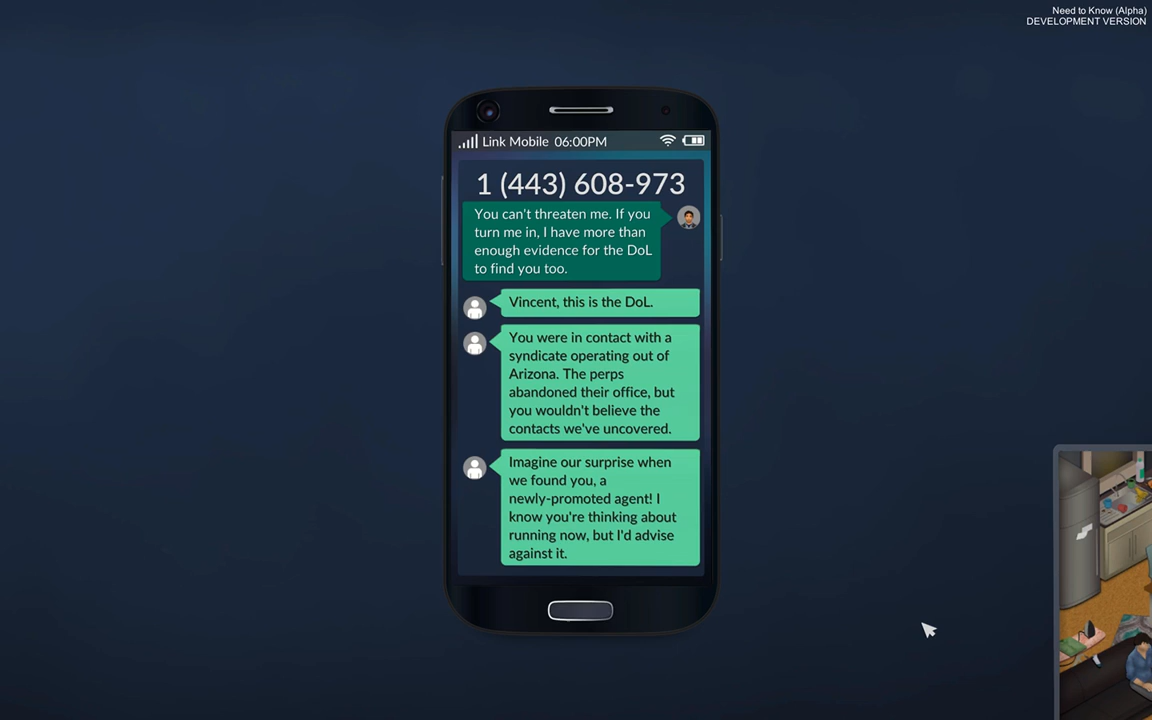 Need to Know (Alpha)
DEVELOPMENT VERSION
Link Mobile 06:00PM
1 (443) 608-973
You can't threaten me. If you
turn me in, I have more than
enough evidence for the DoL
to find you too.
Vincent, this is the DoL.
You were in contact with a
syndicate operating out of
Arizona. The perps
abandoned their office, but
you wouldn't believe the
contacts we've uncovered.
Imagine our surprise when
we found you, a
newly-promoted agent! I
know you're thinking about
running now, but I'd advise
against it.